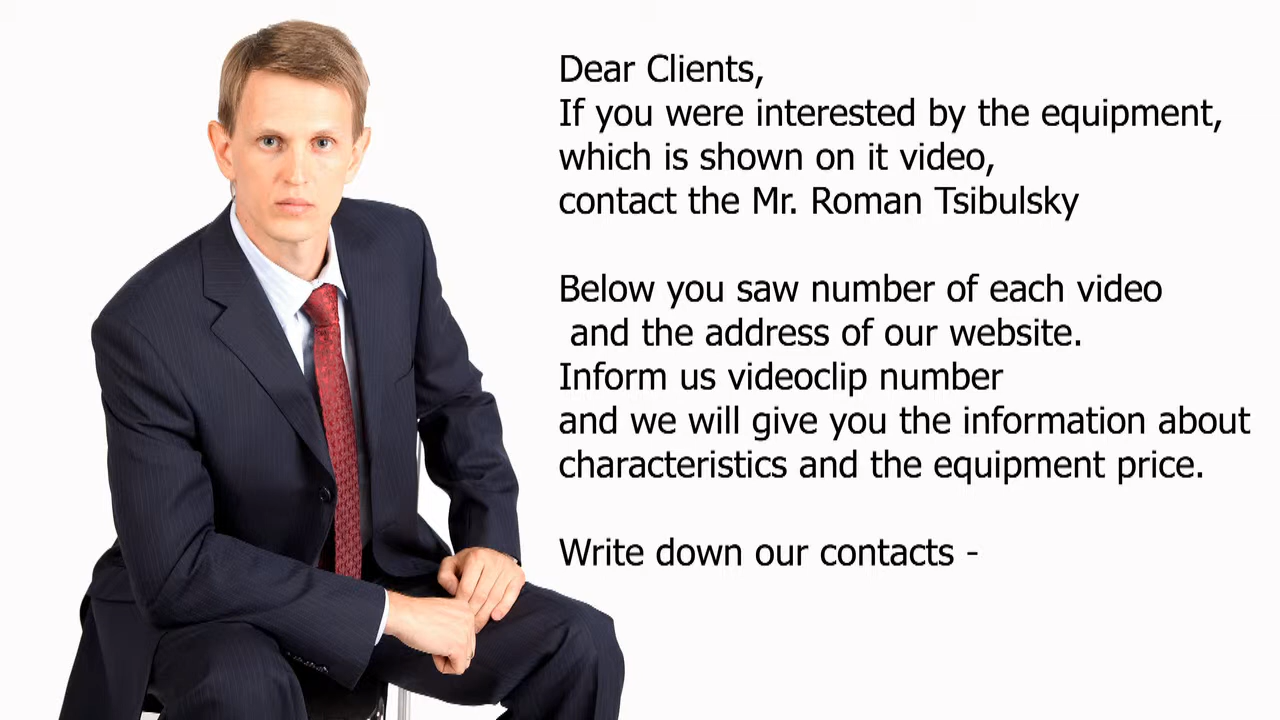 Dear Clients,
If you were interested by the equipment,
which is shown on it video,
contact the Mr. Roman Tsibulsky
Below you saw number of each video
and the address of our website.
Inform us videoclip number
and we will give you the information about
characteristics and the equipment price.
Write down our contacts -